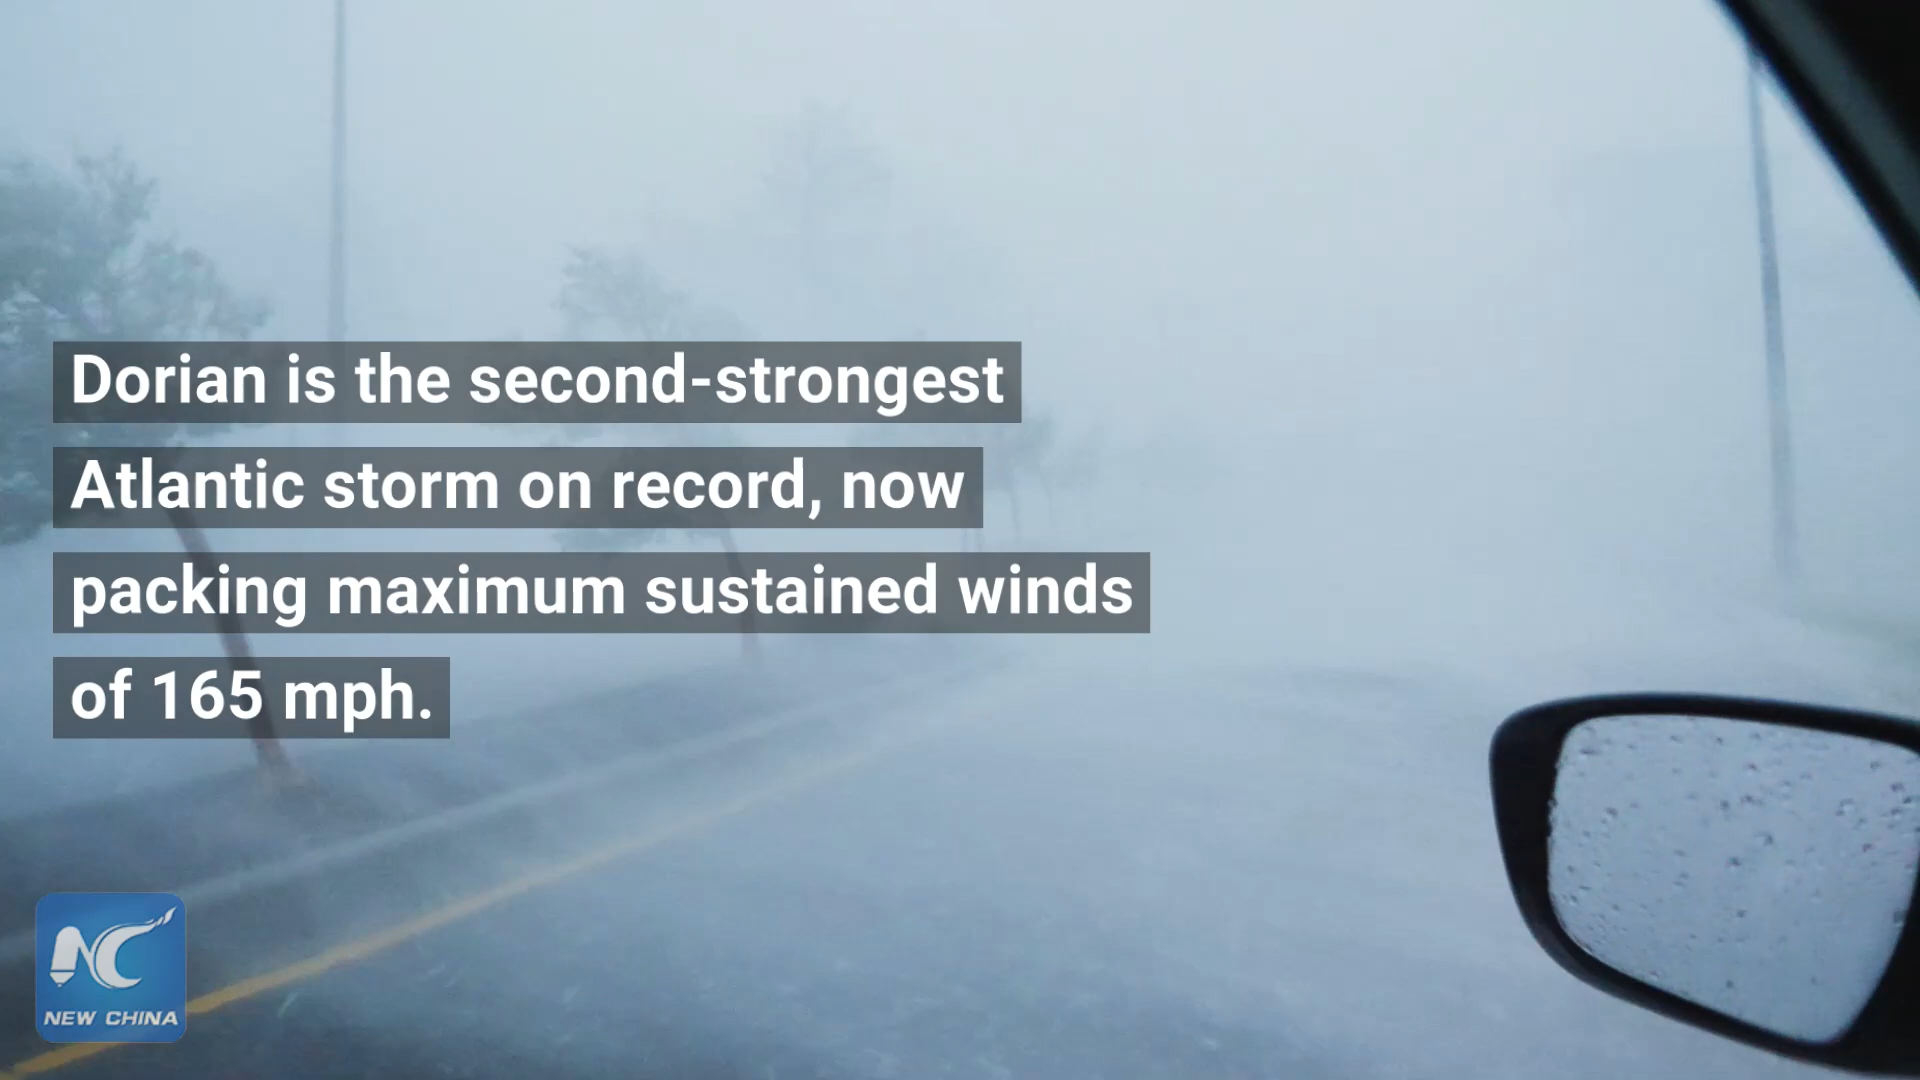 Dorian is the second-strongest
Atlantic storm on record, now
packing maximum sustained winds
of 165 mph.
NEW CHINA